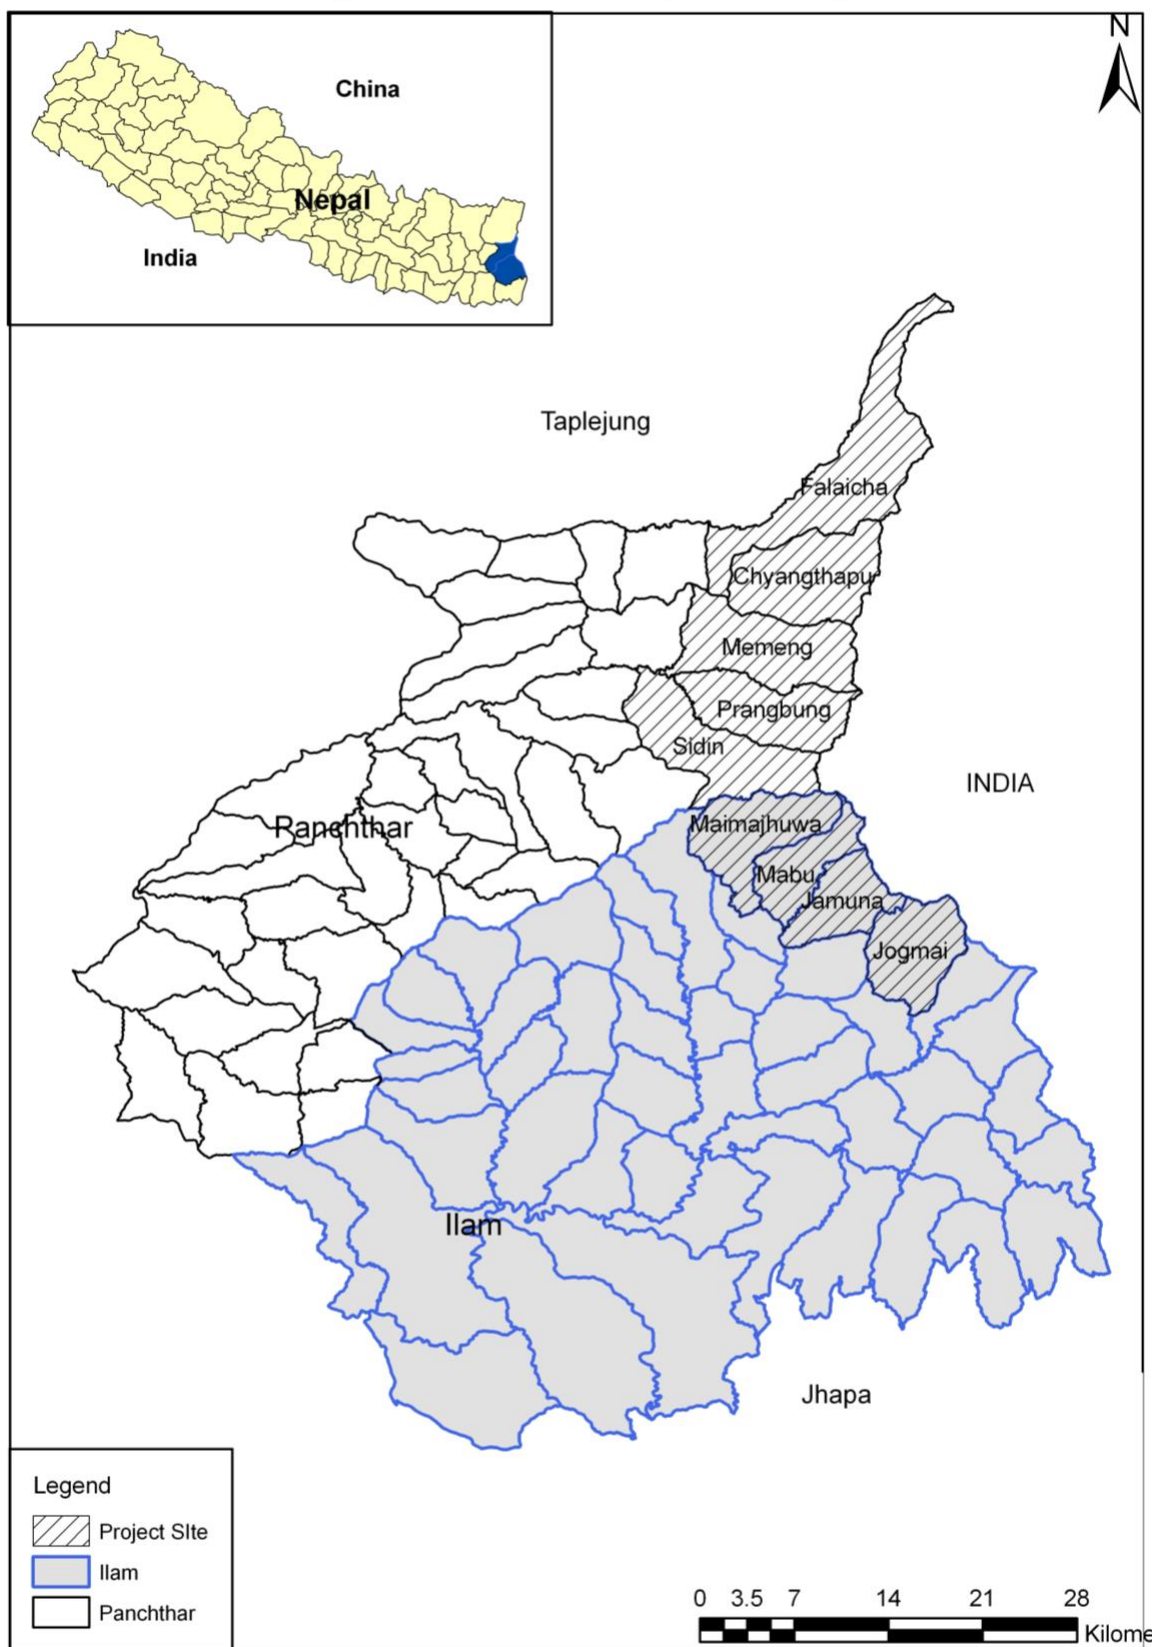 N
China
Nepal
India
Taplejung
Falaicha
Chyangthapu
Memeng
Prangbung
Sidin
INDIA
Maimajhuwa
Panchthar
Mabu
Jamuna
Jogmai
Ilam
Jhapa
Legend
Project SIte
Ilam
Panchthar
0 3.5 7 14 21 28
Kilome